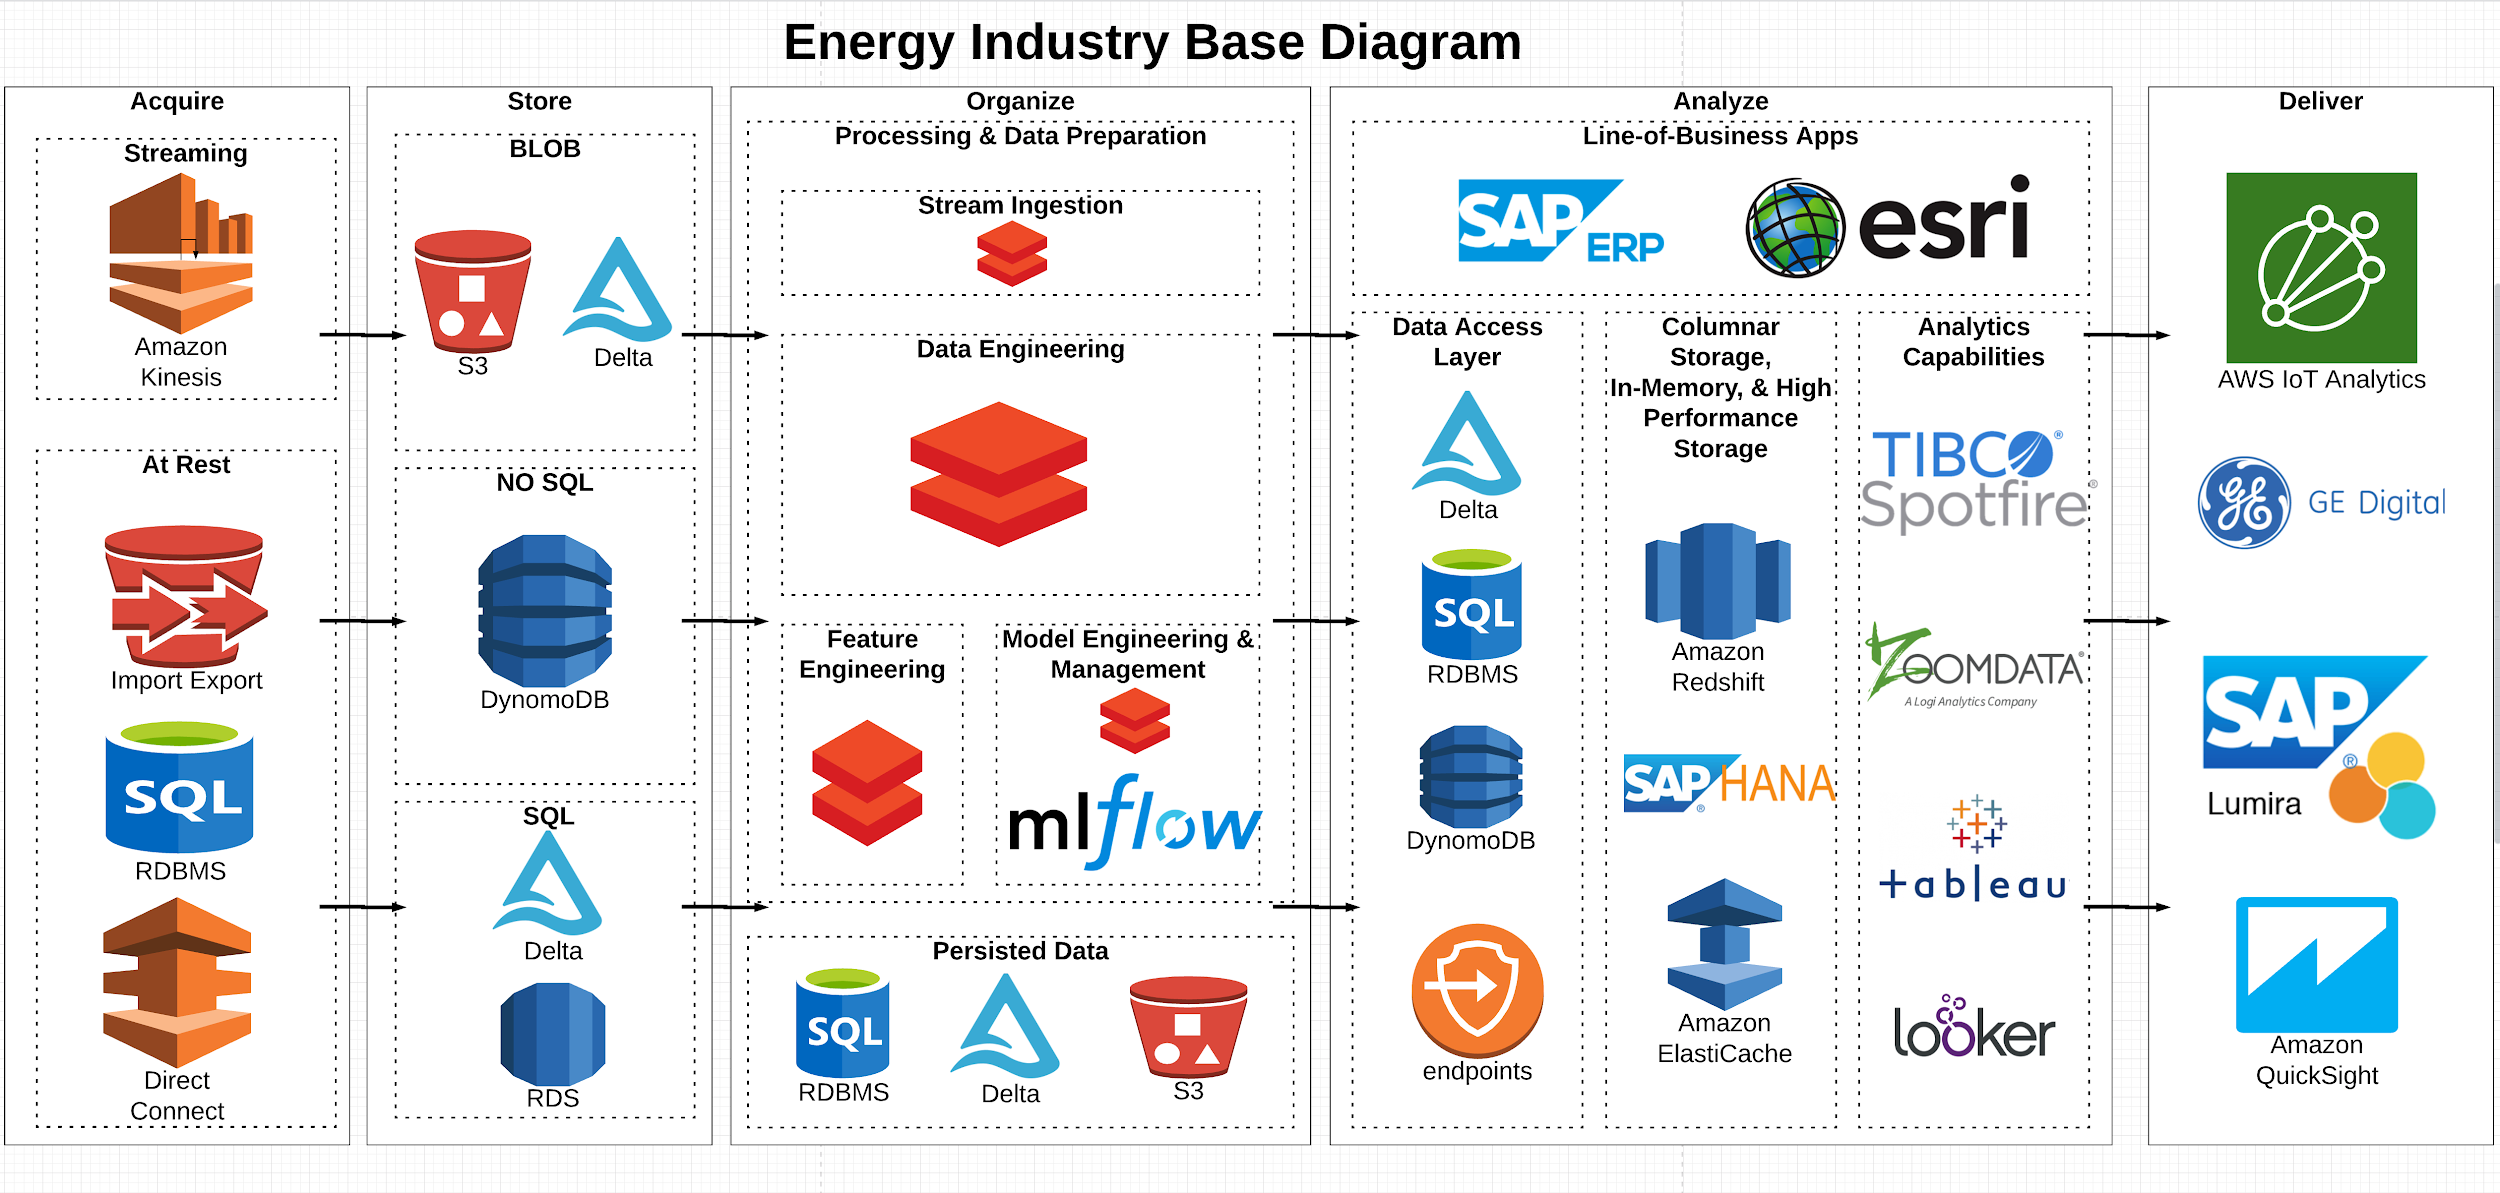 Energy Industry Base Diagram
Acquire
Streaming
Amazon
Kinesis
At Rest
Import Export
SQL
RDBMS
Direct
Connect
Store
BLOB
S3
Delta
NO SQL
DynomoDB
SQL
Delta
RDS
Organize
Processing & Data Preparation
Stream Ingestion
Data Engineering
Feature
Engineering
Model Engineering &
Management
mlflow
Persisted Data
SQL
RDBMS
Delta
S3
Analyze
Line-of-Business Apps
SAP ERP
esri
Data Access
Layer
Delta
SQL
RDBMS
DynomoDB
endpoints
Columnar
Storage,
In-Memory, & High
Performance
Storage
Amazon
Redshift
SAP® HANA
Amazon
ElastiCache
Analytics
Capabilities
TIBCO®
Spotfire®
ZOOMDATA®
A Logi Analytics Company
+ableau
looker
Deliver
AWS IoT Analytics
GE GE Digital
SAP®
Lumira
Amazon
QuickSight